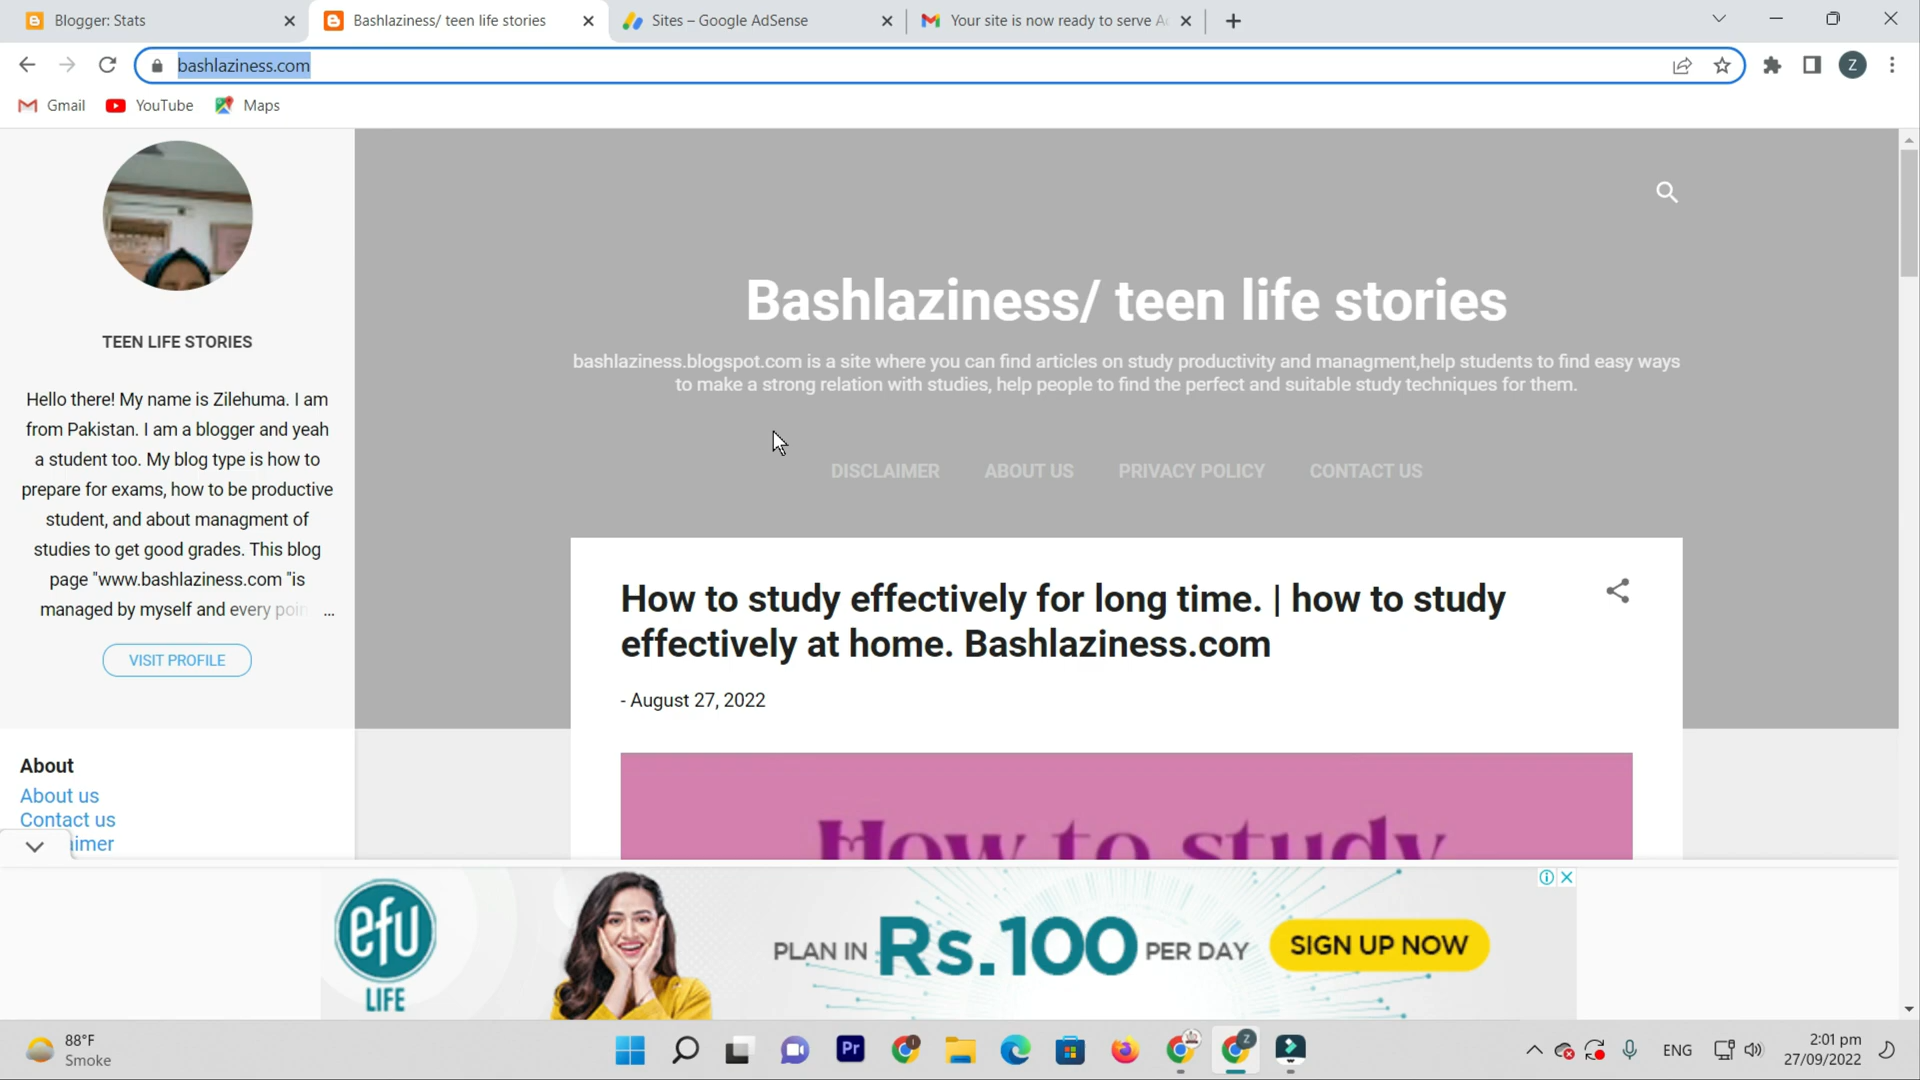 Blogger: Stats
Bashlaziness/ teen life stories
Sites – Google AdSense
Your site is now ready to serve A
bashlaziness.com
Z
Gmail
YouTube
Maps
TEEN LIFE STORIES
Hello there! My name is Zilehuma. I am
from Pakistan. I am a blogger and yeah
a student too. My blog type is how to
prepare for exams, how to be productive
student, and about managment of
studies to get good grades. This blog
page "www.bashlaziness.com "is
managed by myself and every poin ...
VISIT PROFILE
About
About us
Contact us
laimer
Bashlaziness/ teen life stories
bashlaziness.blogspot.com is a site where you can find articles on study productivity and managment,help students to find easy ways
to make a strong relation with studies, help people to find the perfect and suitable study techniques for them.
DISCLAIMER
ABOUT US
PRIVACY POLICY
CONTACT US
How to study effectively for long time. | how to study
effectively at home. Bashlaziness.com
- August 27, 2022
How to study
efu
LIFE
PLAN IN Rs.100 PER DAY
SIGN UP NOW
88°F
Smoke
Pr
Z
ENG
2:01 pm
27/09/2022